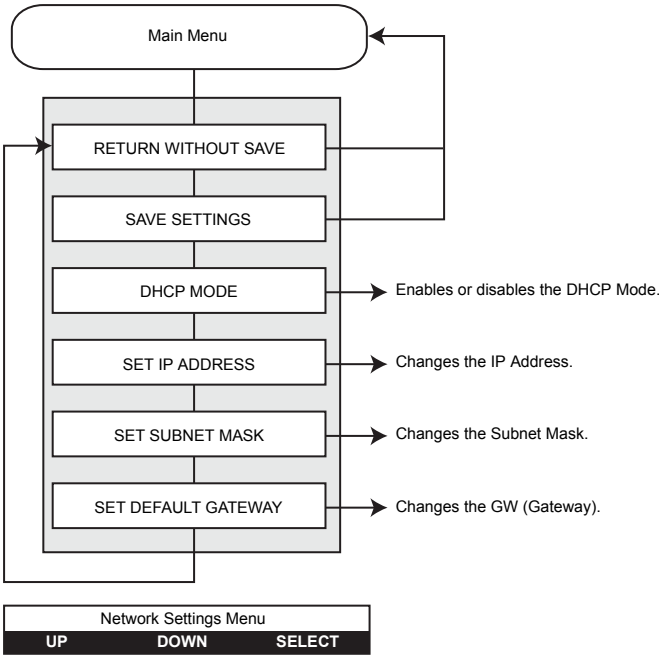 Main Menu
RETURN WITHOUT SAVE
SAVE SETTINGS
DHCP MODE
Enables or disables the DHCP Mode.
SET IP ADDRESS
Changes the IP Address.
SET SUBNET MASK
Changes the Subnet Mask.
SET DEFAULT GATEWAY
Changes the GW (Gateway).
Network Settings Menu
UP DOWN SELECT